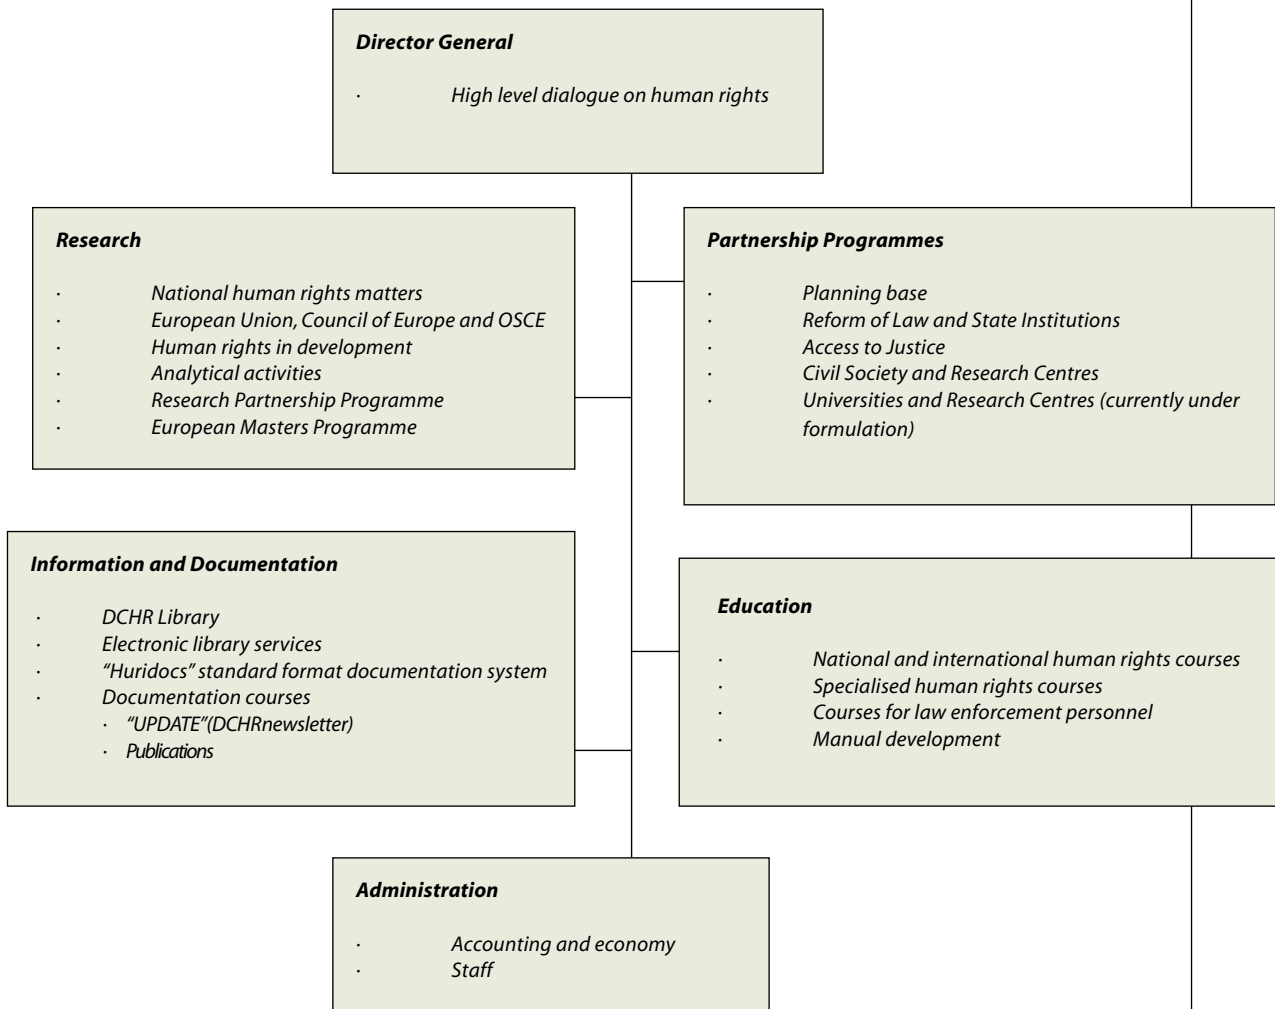 Director General
· High level dialogue on human rights
Research
· National human rights matters
· European Union, Council of Europe and OSCE
· Human rights in development
· Analytical activities
· Research Partnership Programme
· European Masters Programme
Partnership Programmes
· Planning base
· Reform of Law and State Institutions
· Access to Justice
· Civil Society and Research Centres
· Universities and Research Centres (currently under
formulation)
Information and Documentation
· DCHR Library
· Electronic library services
· “Huridocs” standard format documentation system
· Documentation courses
· “UPDATE”(DCHRnewsletter)
· Publications
Education
· National and international human rights courses
· Specialised human rights courses
· Courses for law enforcement personnel
· Manual development
Administration
· Accounting and economy
· Staff